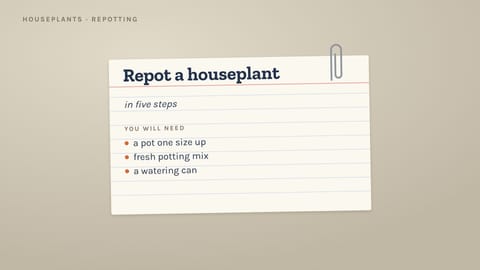 HOUSEPLANTS - REPOTTING
Repot a houseplant
in five steps
YOU WILL NEED
a pot one size up
fresh potting mix
a watering can